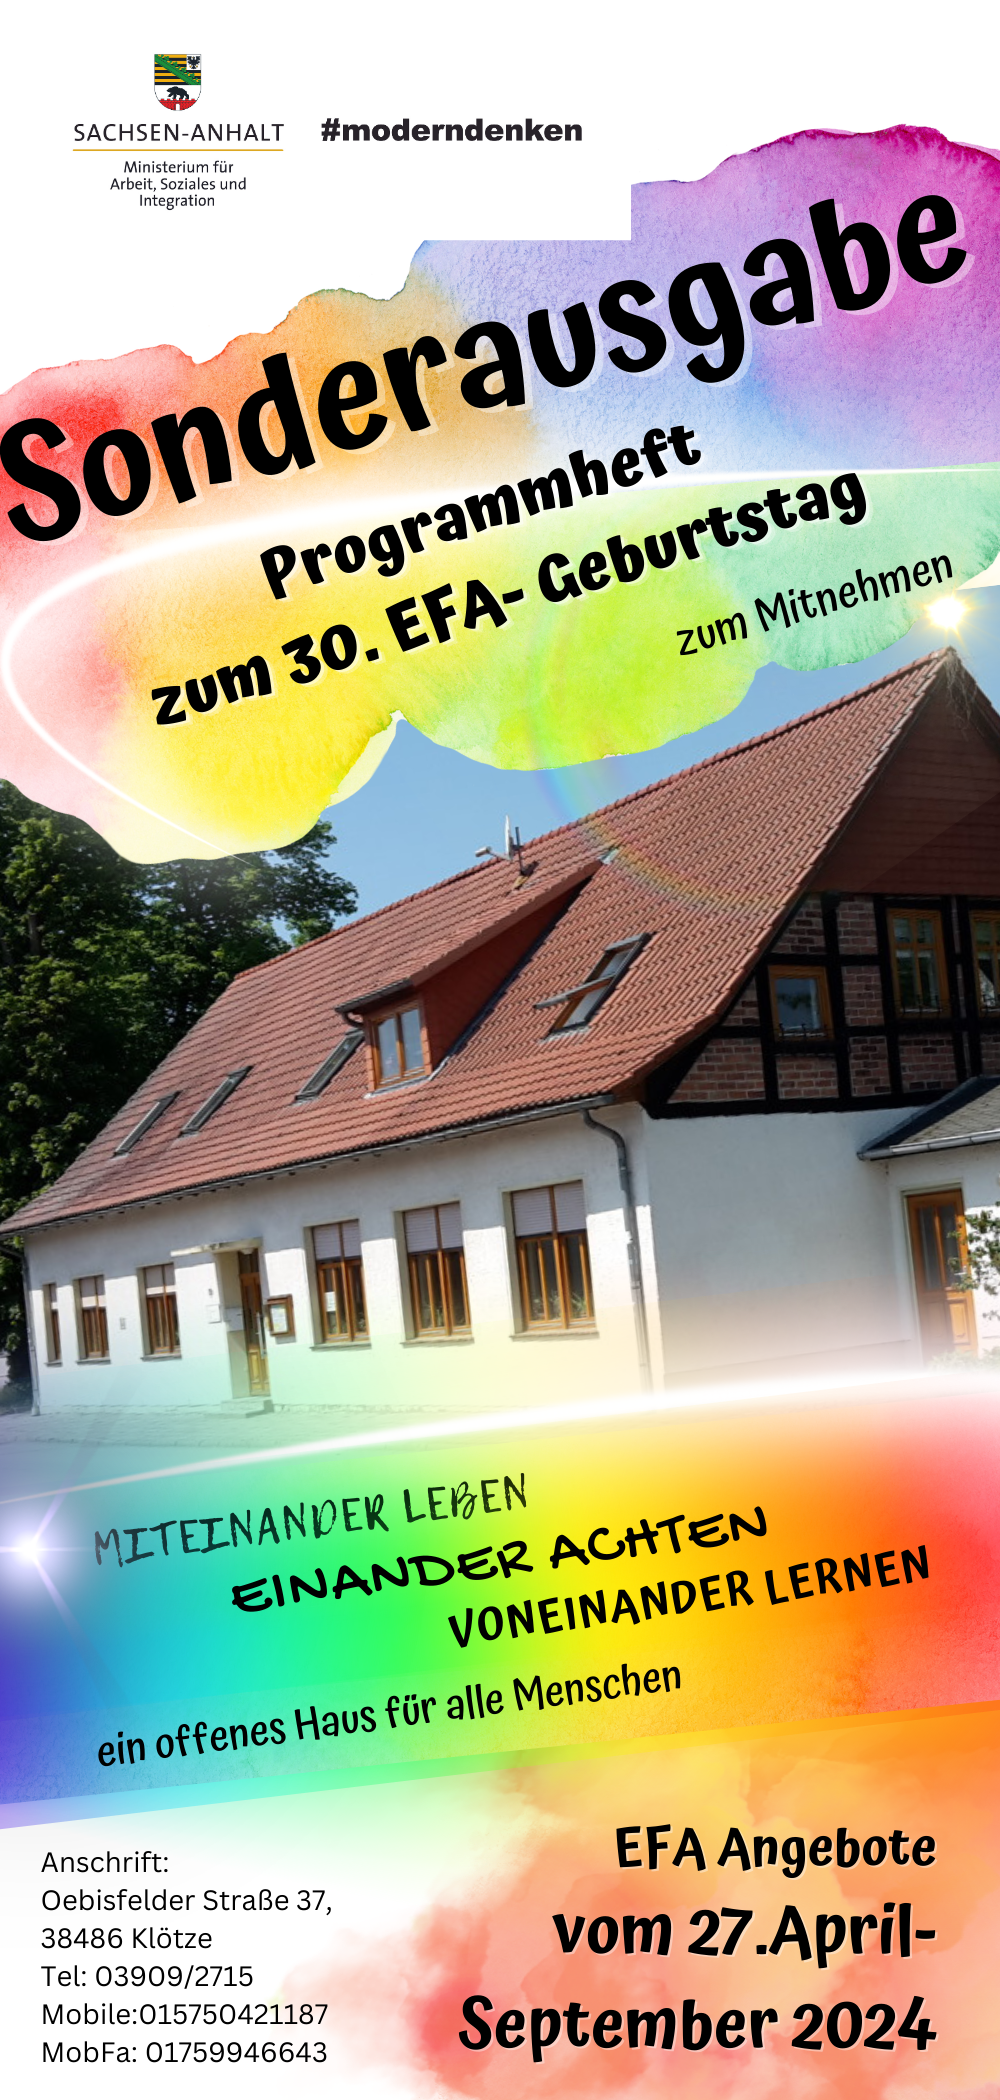 SACHSEN-ANHALT
Ministerium für
Arbeit, Soziales und
Integration
#moderndenken
Sonderausgabe
Programmheft
zum 30. EFA- Geburtstag
zum Mitnehmen
MITEINANDER LEBEN
EINANDER ACHTEN
VONEINANDER LERNEN
ein offenes Haus für alle Menschen
Anschrift:
Oebisfelder Straße 37,
38486 Klötze
Tel: 03909/2715
Mobile:015750421187
MobFa: 01759946643
EFA Angebote
vom 27.April-
September 2024